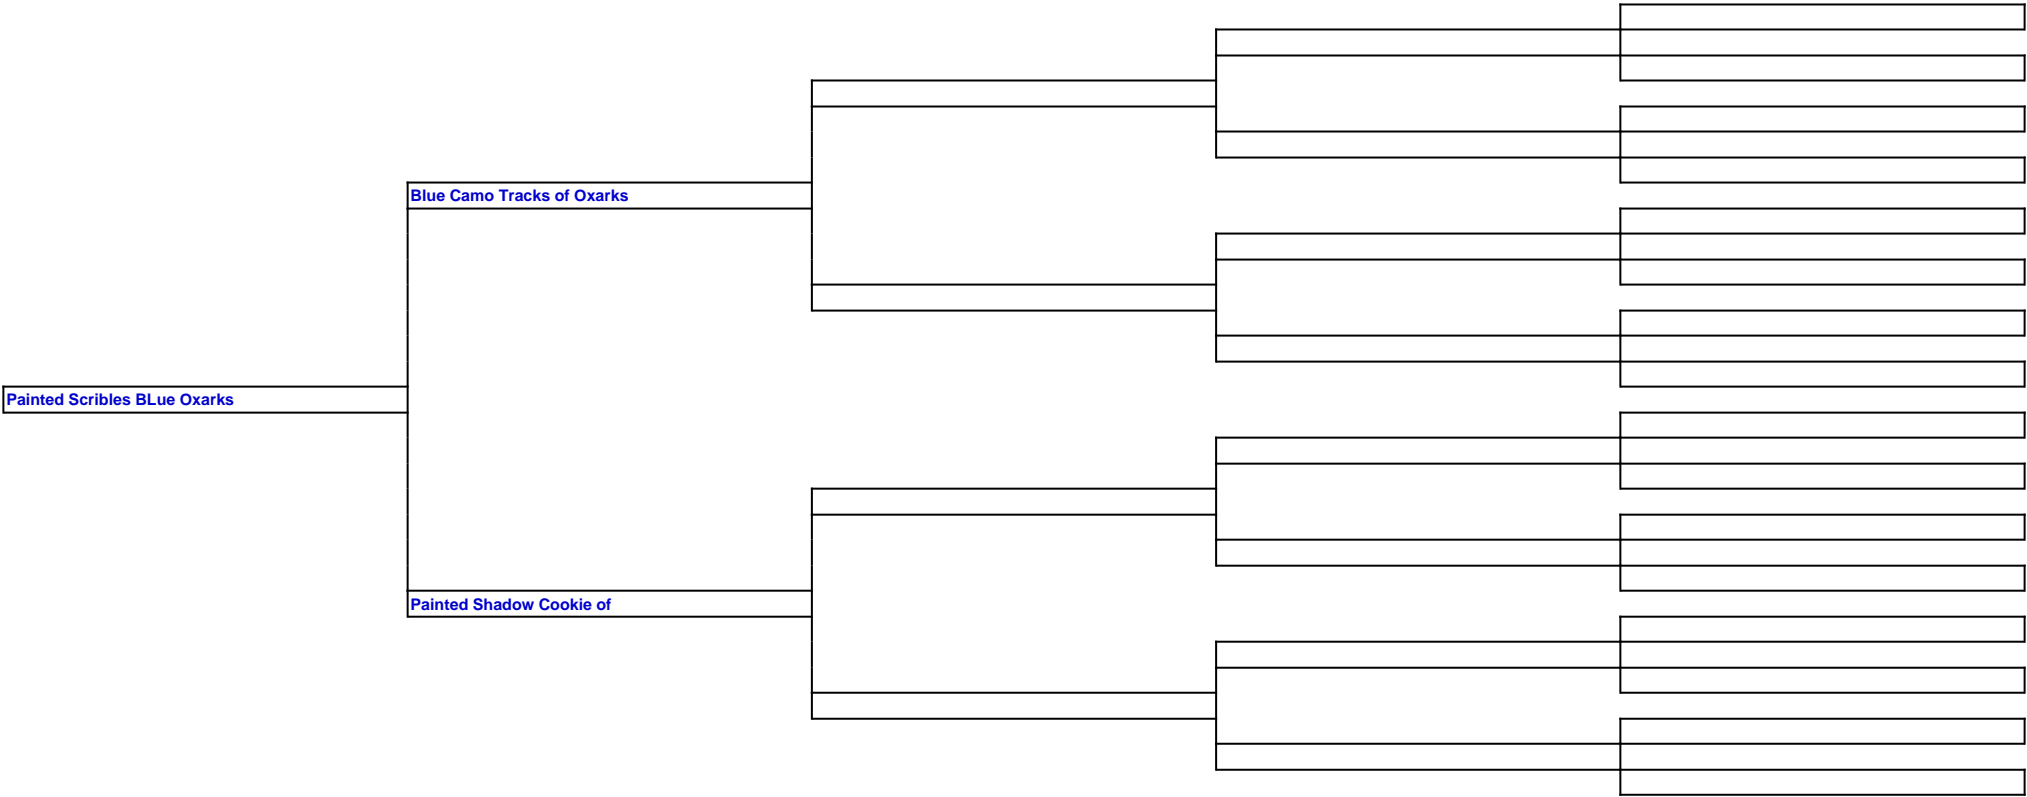 Blue Camo Tracks of Oxarks
Painted Scribles BLue Oxarks
Painted Shadow Cookie of